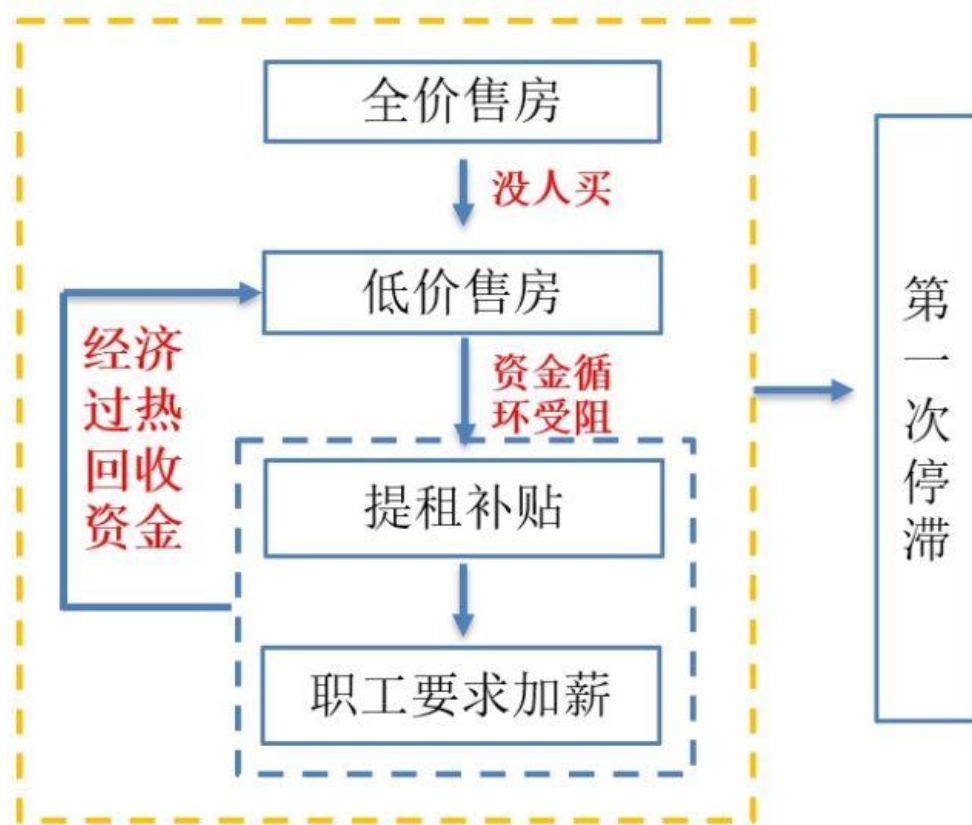 全价售房
没人买
低价售房
经济
过热
回收
资金
资金循
环受阻
提租补贴
职工要求加薪
第
一
次
停
滞